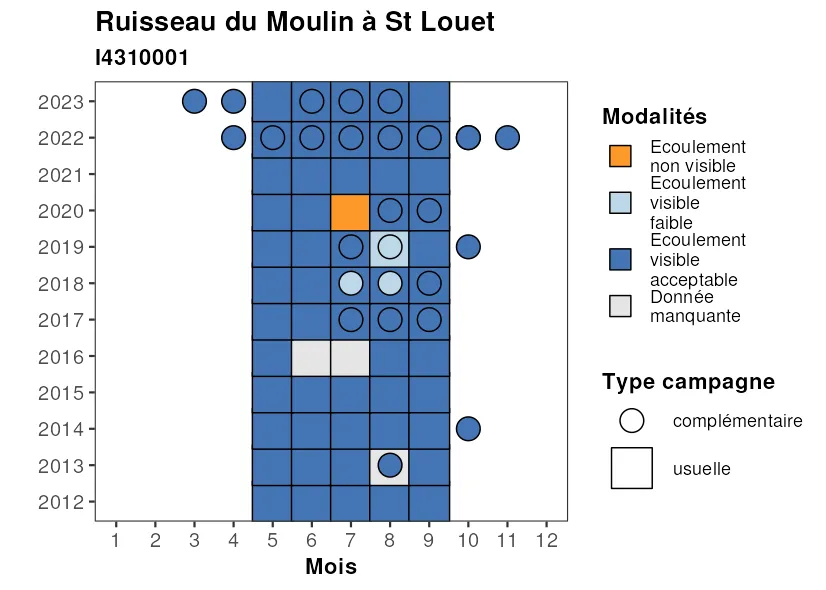 Ruisseau du Moulin à St Louet
I4310001
2023
2022
2021
2020
2019
2018
2017
2016
2015
2014
2013
2012
1 2 3 4 5 6 7 8 9 10 11 12
Mois
Modalités
Ecoulement
non visible
Ecoulement
visible
faible
Ecoulement
visible
acceptable
Donnée
manquante
Type campagne
complémentaire
usuelle